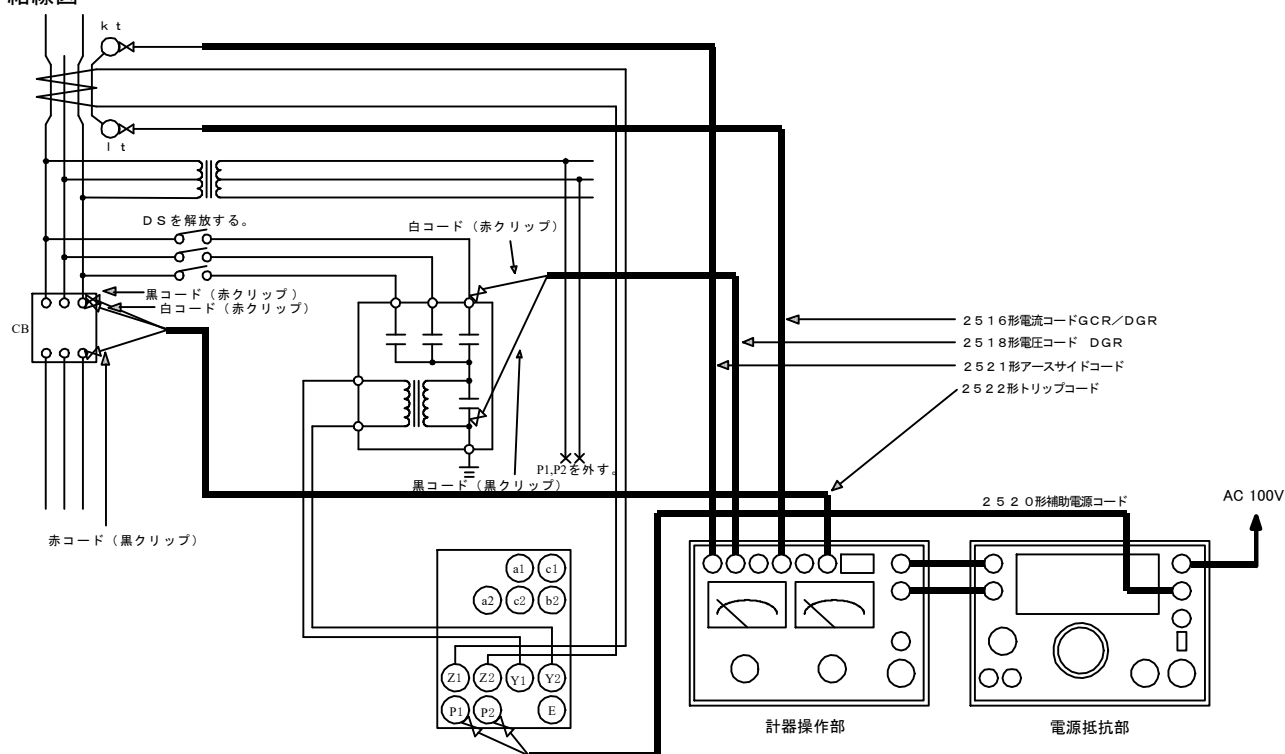 結線図
k t
l t
DSを解放する。
白コード（赤クリップ）
黒コード（赤クリップ）
白コード（赤クリップ）
CB
2516形電流コードGCR／DGR
2518形電圧コード　DGR
2521形アースサイドコード
2522形トリップコード
P1,P2を外す。
黒コード（黒クリップ）
2520形補助電源コード
AC 100V
赤コード（黒クリップ）
a1 c1
a2 c2 b2
Z1 Z2 Y1 Y2
P1 P2 E
計器操作部
電源抵抗部